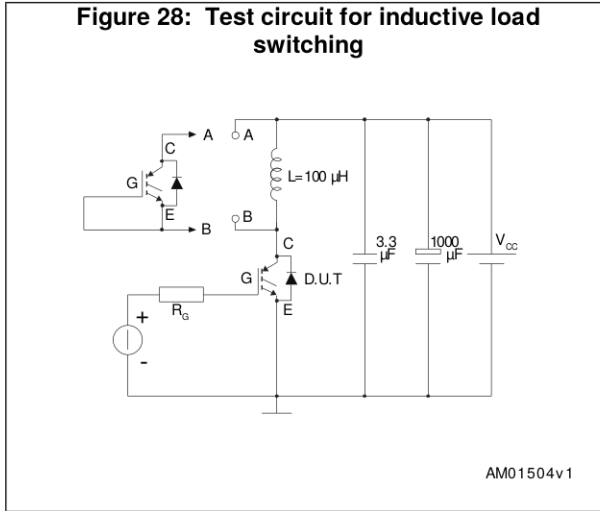 Figure 28: Test circuit for inductive load
switching
A
A
C
G
L=100 µH
E
B
B
C
3.3
µF
1000
µF
VCC
G
D.U.T
RG
E
+
-
AM01504v1